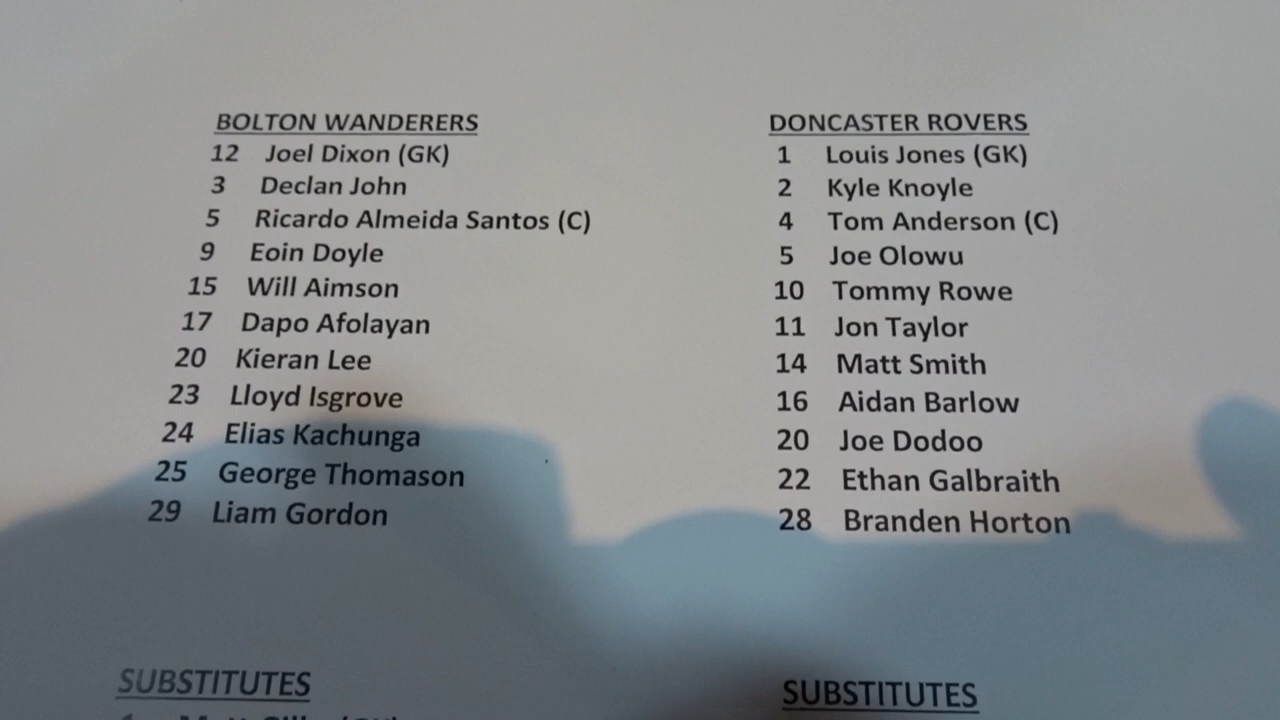 BOLTON WANDERERS
12 Joel Dixon (GK)
3 Declan John
5 Ricardo Almeida Santos (C)
9 Eoin Doyle
15 Will Aimson
17 Dapo Afolayan
20 Kieran Lee
23 Lloyd Isgrove
24 Elias Kachunga
25 George Thomason
29 Liam Gordon
SUBSTITUTES
DONCASTER ROVERS
1 Louis Jones (GK)
2 Kyle Knoyle
4 Tom Anderson (C)
5 Joe Olowu
10 Tommy Rowe
11 Jon Taylor
14 Matt Smith
16 Aidan Barlow
20 Joe Dodoo
22 Ethan Galbraith
28 Branden Horton
SUBSTITUTES